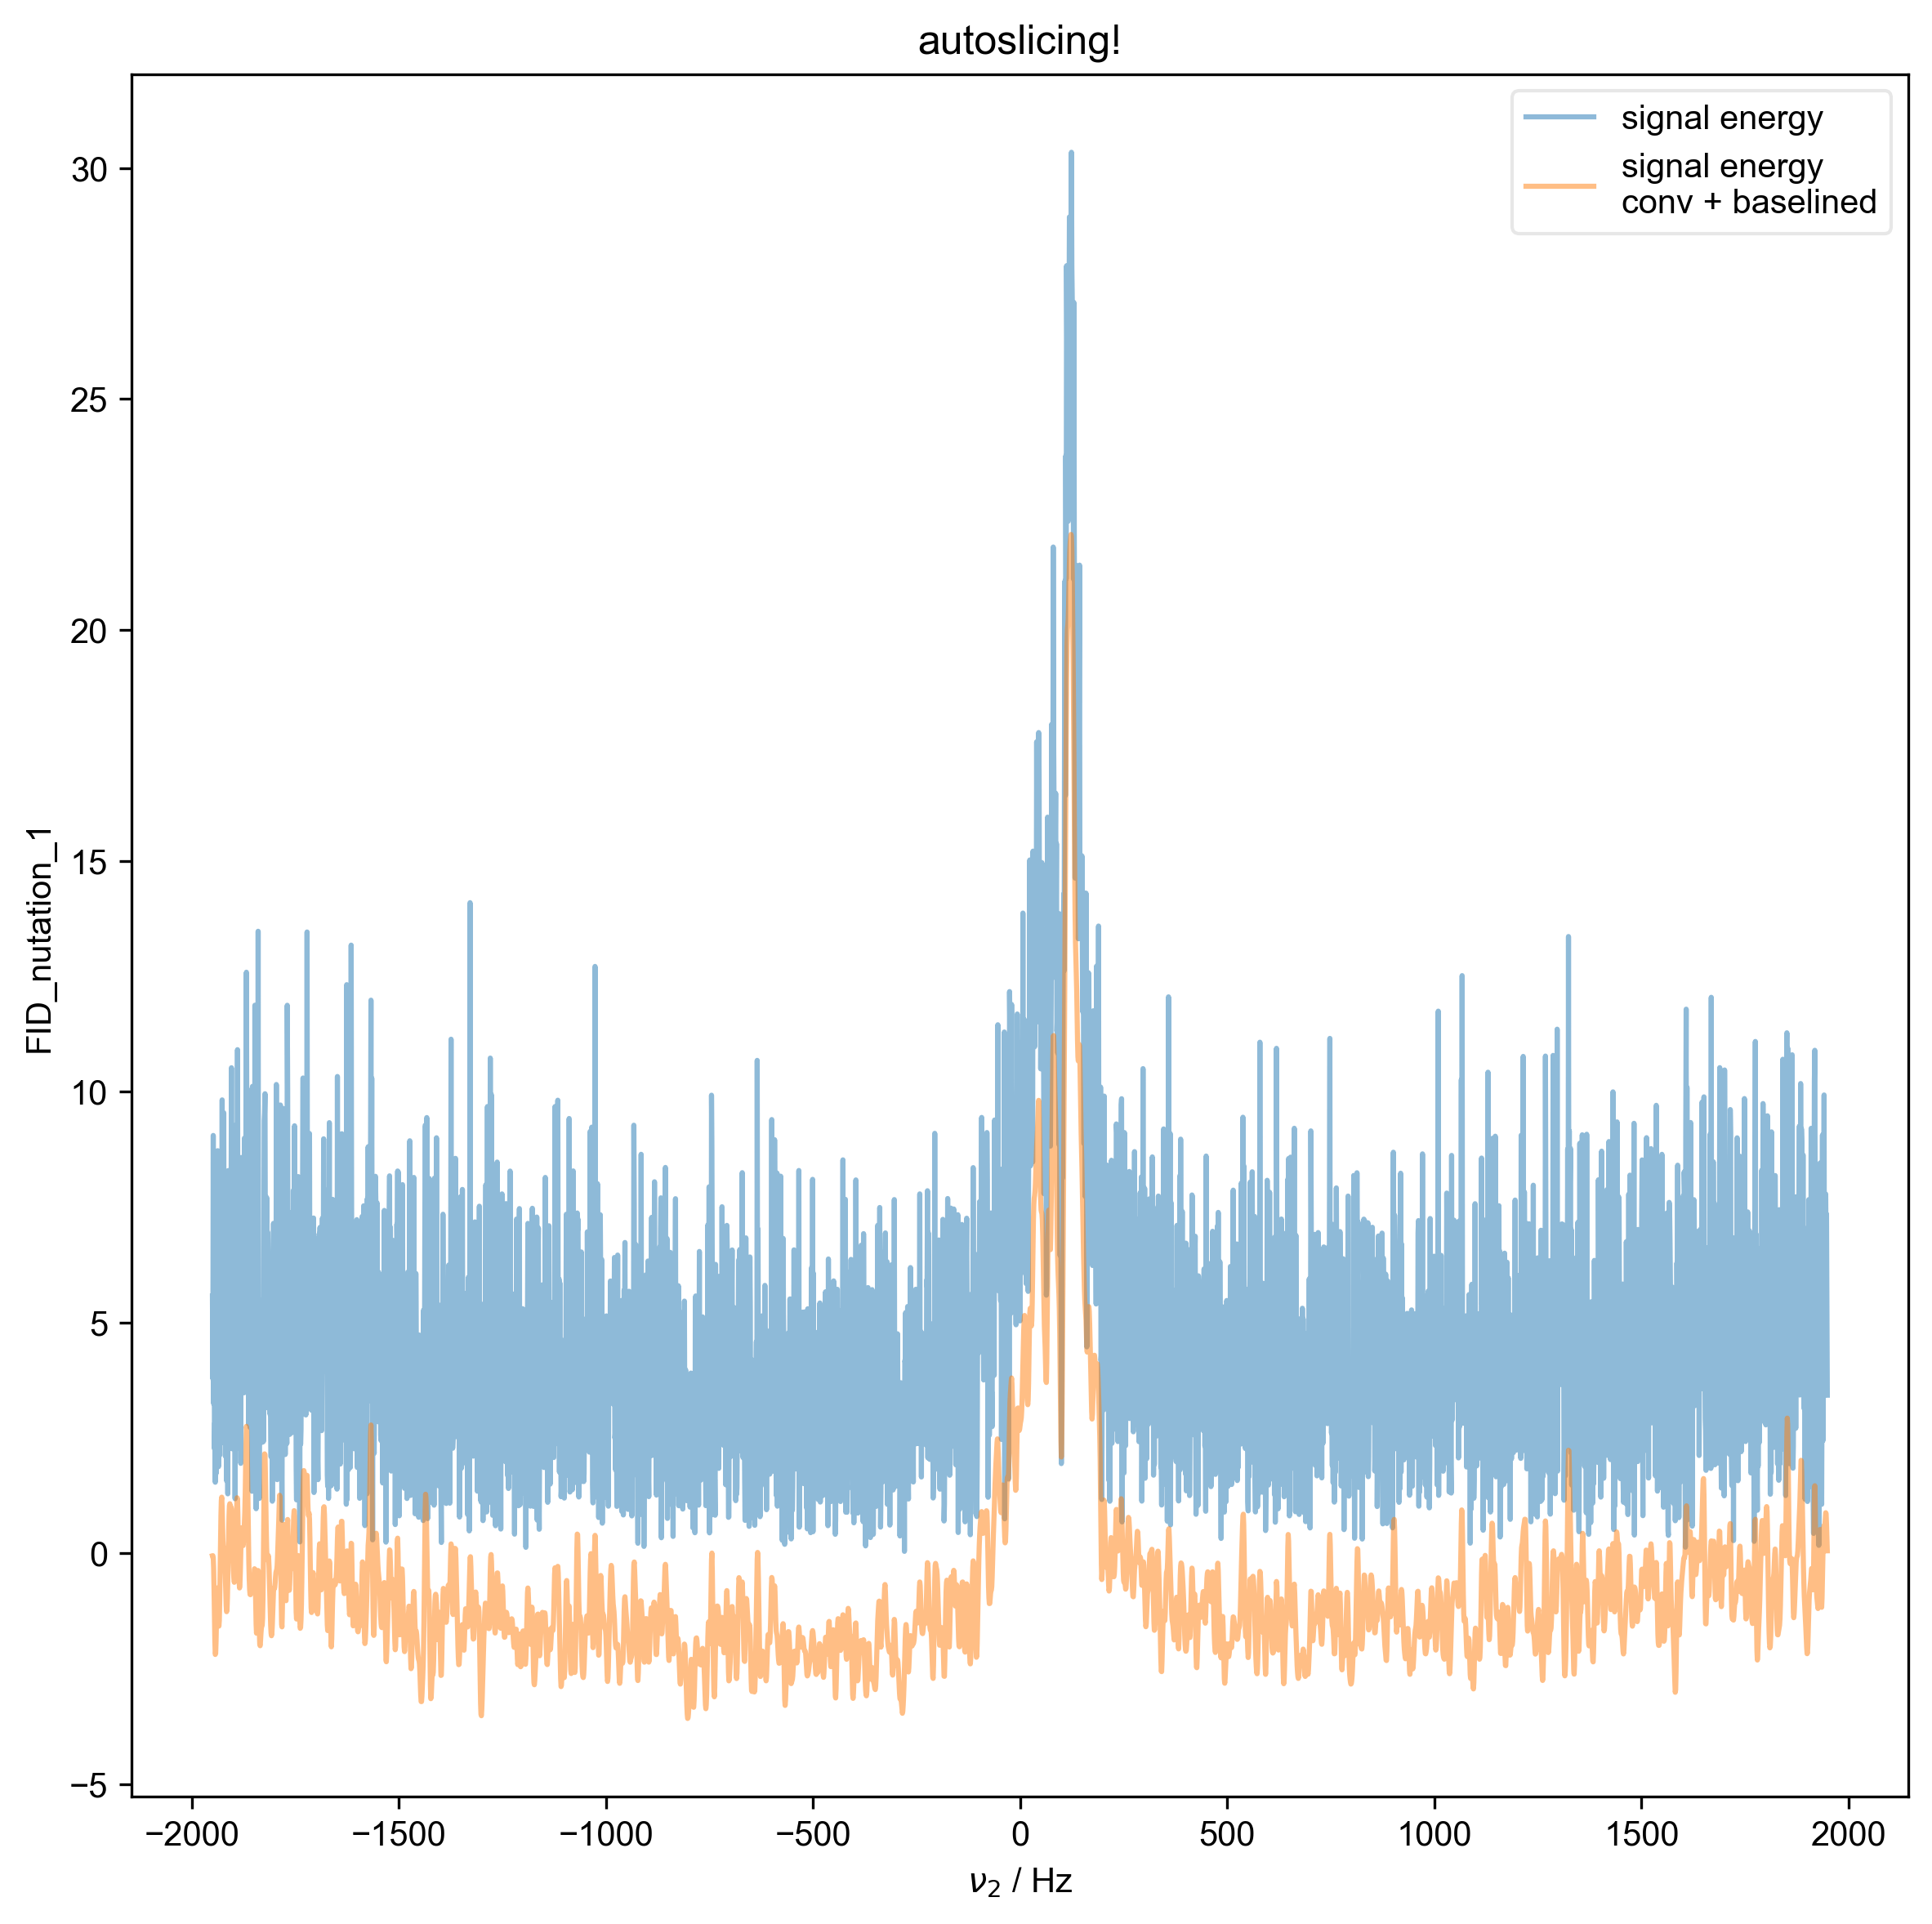 autoslicing!
signal energy
signal energy
conv + baselined
30
25
20
15
10
5
0
−5
FID_nutation_1
−2000 −1500 −1000 −500 0 500 1000 1500 2000
ν₂ / Hz